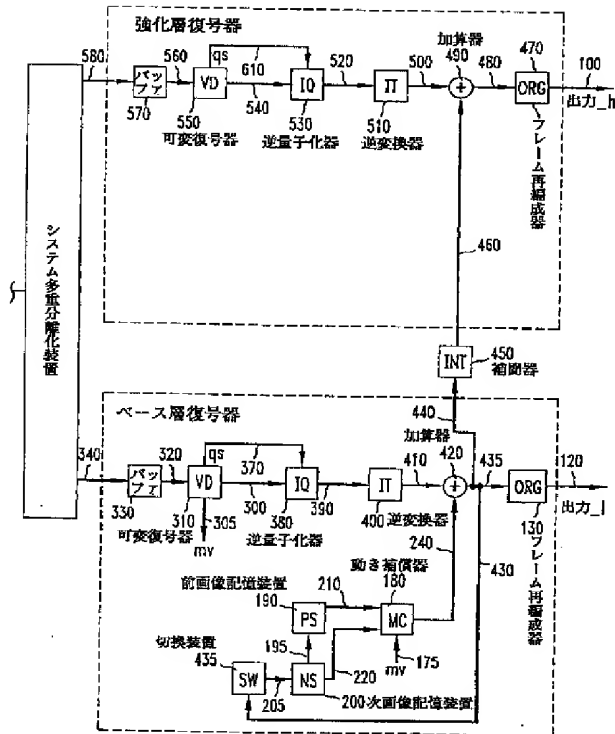 強化層復号器
580
バッファ
570
560
qs
610
VD
550
可変復号器
540
IQ
530
逆量子化器
520
IT
510
逆変換器
500
加算器
490
+
480
470
ORG
フレーム再編成器
100
出力_h
システム多重分離化装置
460
INT
450
補間器
ベース層復号器
440
加算器
340
バッファ
330
320
qs
370
VD
310
可変復号器
305
mv
300
IQ
380
逆量子化器
390
IT
400
逆変換器
410
420
+
435
ORG
130
フレーム再編成器
120
出力_l
240
430
動き補償器
180
MC
前画像記憶装置
190
PS
210
195
220
175
mv
切換装置
435
SW
205
NS
200次画像記憶装置